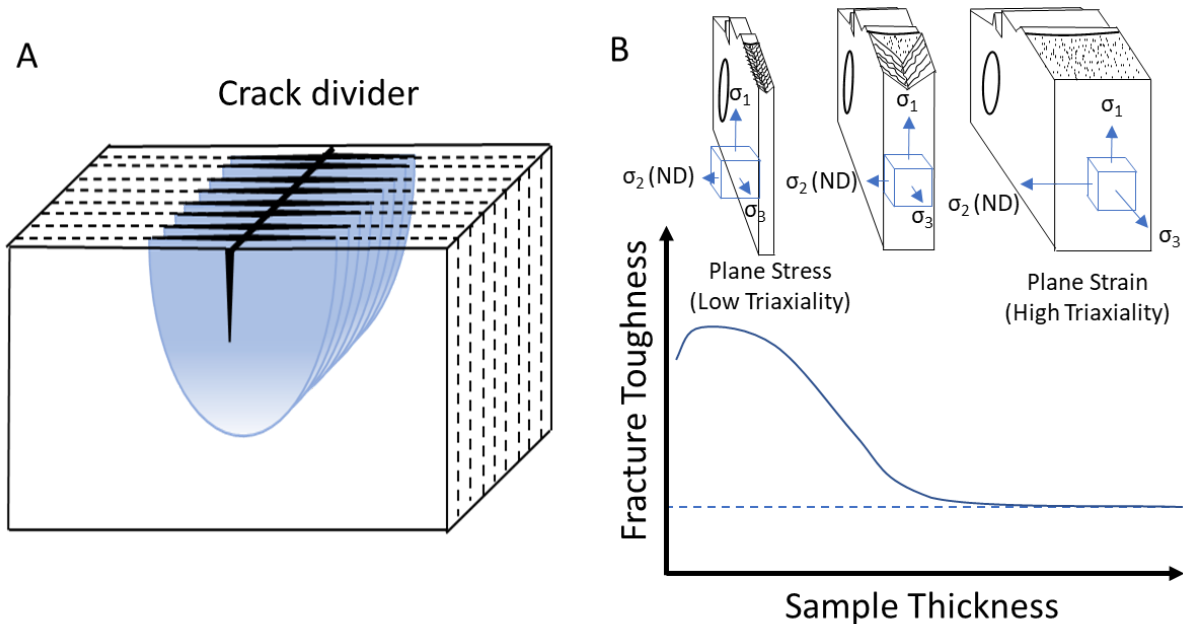 A
Crack divider
B
σ1
σ2 (ND)
σ3
σ1
σ2 (ND)
σ3
σ1
σ2 (ND)
σ3
Plane Stress
(Low Triaxiality)
Plane Strain
(High Triaxiality)
Fracture Toughness
Sample Thickness